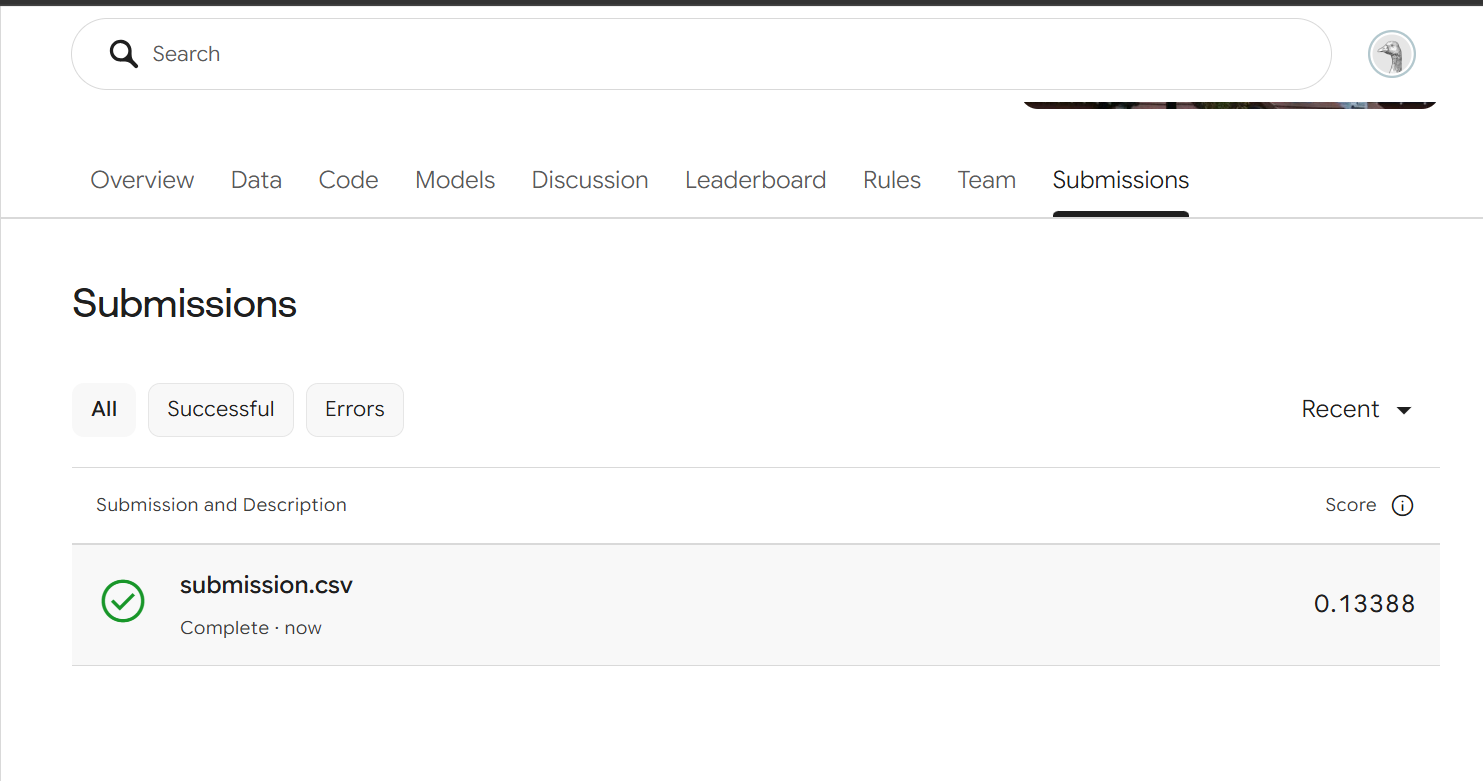 Search
Overview Data Code Models Discussion Leaderboard Rules Team Submissions
Submissions
All Successful Errors Recent
Submission and Description Score
submission.csv
Complete · now
0.13388